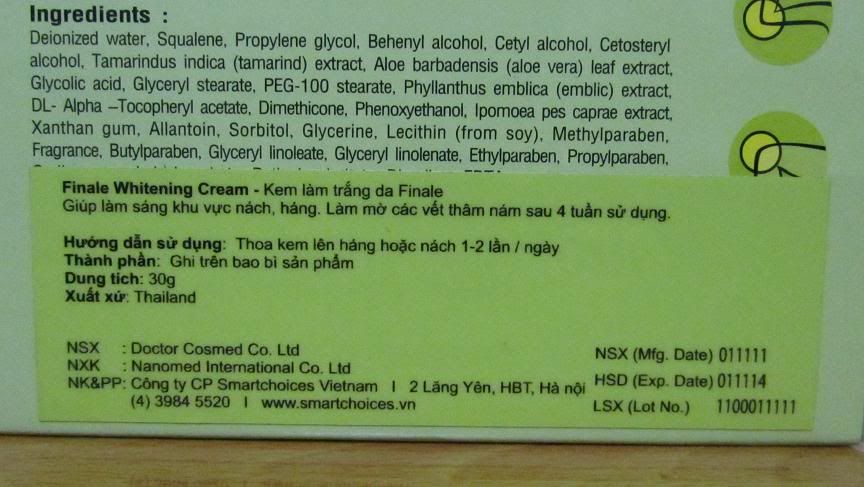 Ingredients :
Deionized water, Squalene, Propylene glycol, Behenyl alcohol, Cetyl alcohol, Cetosteryl
alcohol, Tamarindus indica (tamarind) extract, Aloe barbadensis (aloe vera) leaf extract,
Glycolic acid, Glyceryl stearate, PEG-100 stearate, Phyllanthus emblica (emblic) extract,
DL- Alpha –Tocopheryl acetate, Dimethicone, Phenoxyethanol, Ipomoea pes caprae extract,
Xanthan gum, Allantoin, Sorbitol, Glycerine, Lecithin (from soy), Methylparaben,
Fragrance, Butylparaben, Glyceryl linoleate, Glyceryl linolenate, Ethylparaben, Propylparaben,
Finale Whitening Cream - Kem làm trắng da Finale
Giúp làm sáng khu vực nách, háng. Làm mờ các vết thâm nám sau 4 tuần sử dụng.
Hướng dẫn sử dụng: Thoa kem lên háng hoặc nách 1-2 lần / ngày
Thành phần: Ghi trên bao bì sản phẩm
Dung tích: 30g
Xuất xứ: Thailand
NSX : Doctor Cosmed Co. Ltd
NXK : Nanomed International Co. Ltd
NK&PP: Công ty CP Smartchoices Vietnam I 2 Lãng Yên, HBT, Hà nội
(4) 3984 5520 I www.smartchoices.vn
NSX (Mfg. Date) 011111
HSD (Exp. Date) 011114
LSX (Lot No.) 1100011111